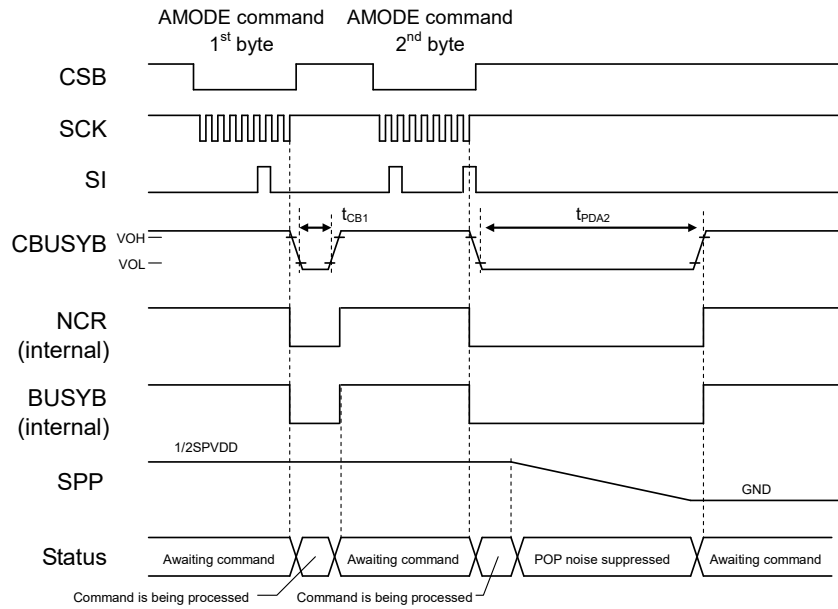 AMODE command
1st byte
AMODE command
2nd byte
CSB
SCK
SI
tCB1
tPDA2
CBUSYB
VOH
VOL
NCR
(internal)
BUSYB
(internal)
1/2SPVDD
SPP
GND
Status
Awaiting command
Awaiting command
POP noise suppressed
Awaiting command
Command is being processed
Command is being processed